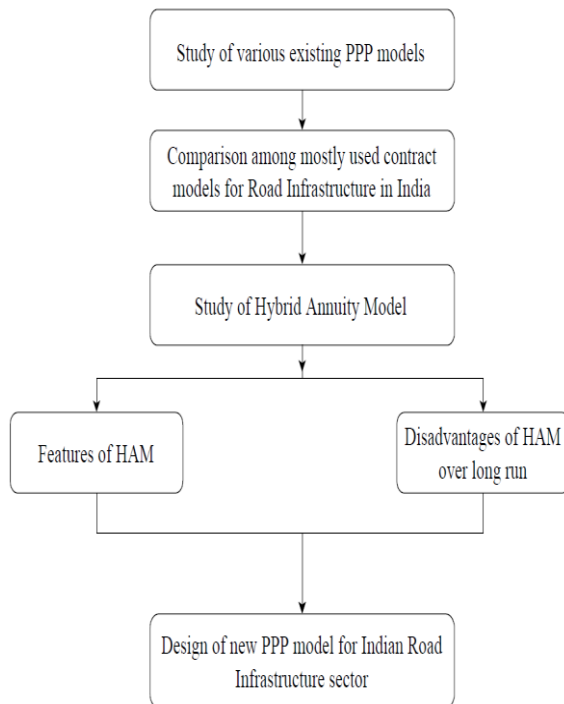 Study of various existing PPP models
Comparison among mostly used contract
models for Road Infrastructure in India
Study of Hybrid Annuity Model
Features of HAM
Disadvantages of HAM
over long run
Design of new PPP model for Indian Road
Infrastructure sector